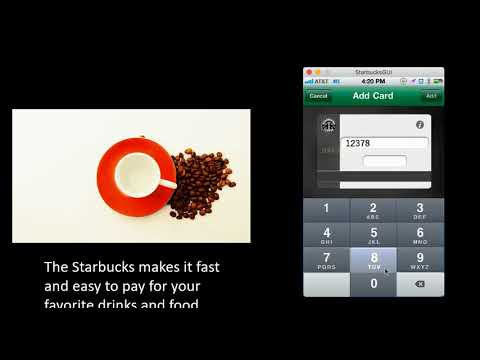 The Starbucks makes it fast
and easy to pay for your
favorite drinks and food
StarbucksGUI
AT&T 4:20 PM
Cancel Add Card Add
12378
1 2 ABC 3 DEF
4 GHI 5 JKL 6 MNO
7 PQRS 8 TUV 9 WXYZ
0